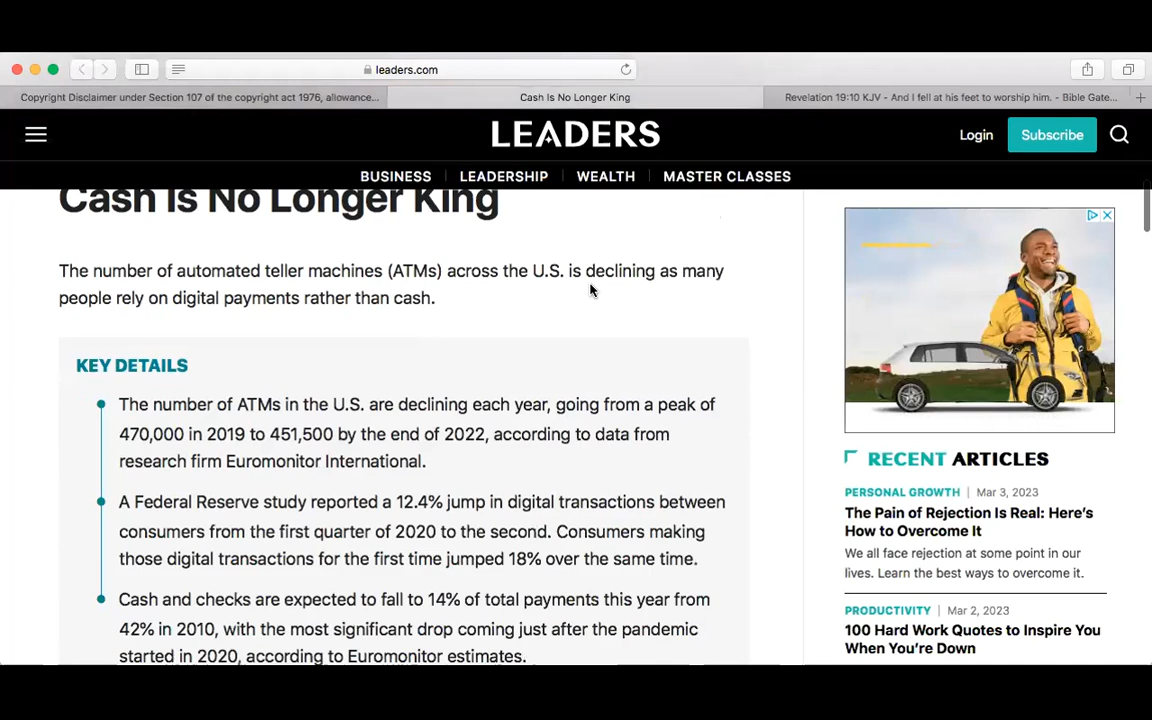 leaders.com
Copyright Disclaimer under Section 107 of the copyright act 1976, allowance...
Cash Is No Longer King
Revelation 19:10 KJV - And I fell at his feet to worship him. - Bible Gate...
LEADERS
Login
Subscribe
BUSINESS
LEADERSHIP
WEALTH
MASTER CLASSES
Cash Is No Longer King
The number of automated teller machines (ATMs) across the U.S. is declining as many
people rely on digital payments rather than cash.
KEY DETAILS
The number of ATMs in the U.S. are declining each year, going from a peak of
470,000 in 2019 to 451,500 by the end of 2022, according to data from
research firm Euromonitor International.
A Federal Reserve study reported a 12.4% jump in digital transactions between
consumers from the first quarter of 2020 to the second. Consumers making
those digital transactions for the first time jumped 18% over the same time.
Cash and checks are expected to fall to 14% of total payments this year from
42% in 2010, with the most significant drop coming just after the pandemic
started in 2020, according to Euromonitor estimates.
RECENT ARTICLES
PERSONAL GROWTH | Mar 3, 2023
The Pain of Rejection Is Real: Here's
How to Overcome It
We all face rejection at some point in our
lives. Learn the best ways to overcome it.
PRODUCTIVITY | Mar 2, 2023
100 Hard Work Quotes to Inspire You
When You're Down